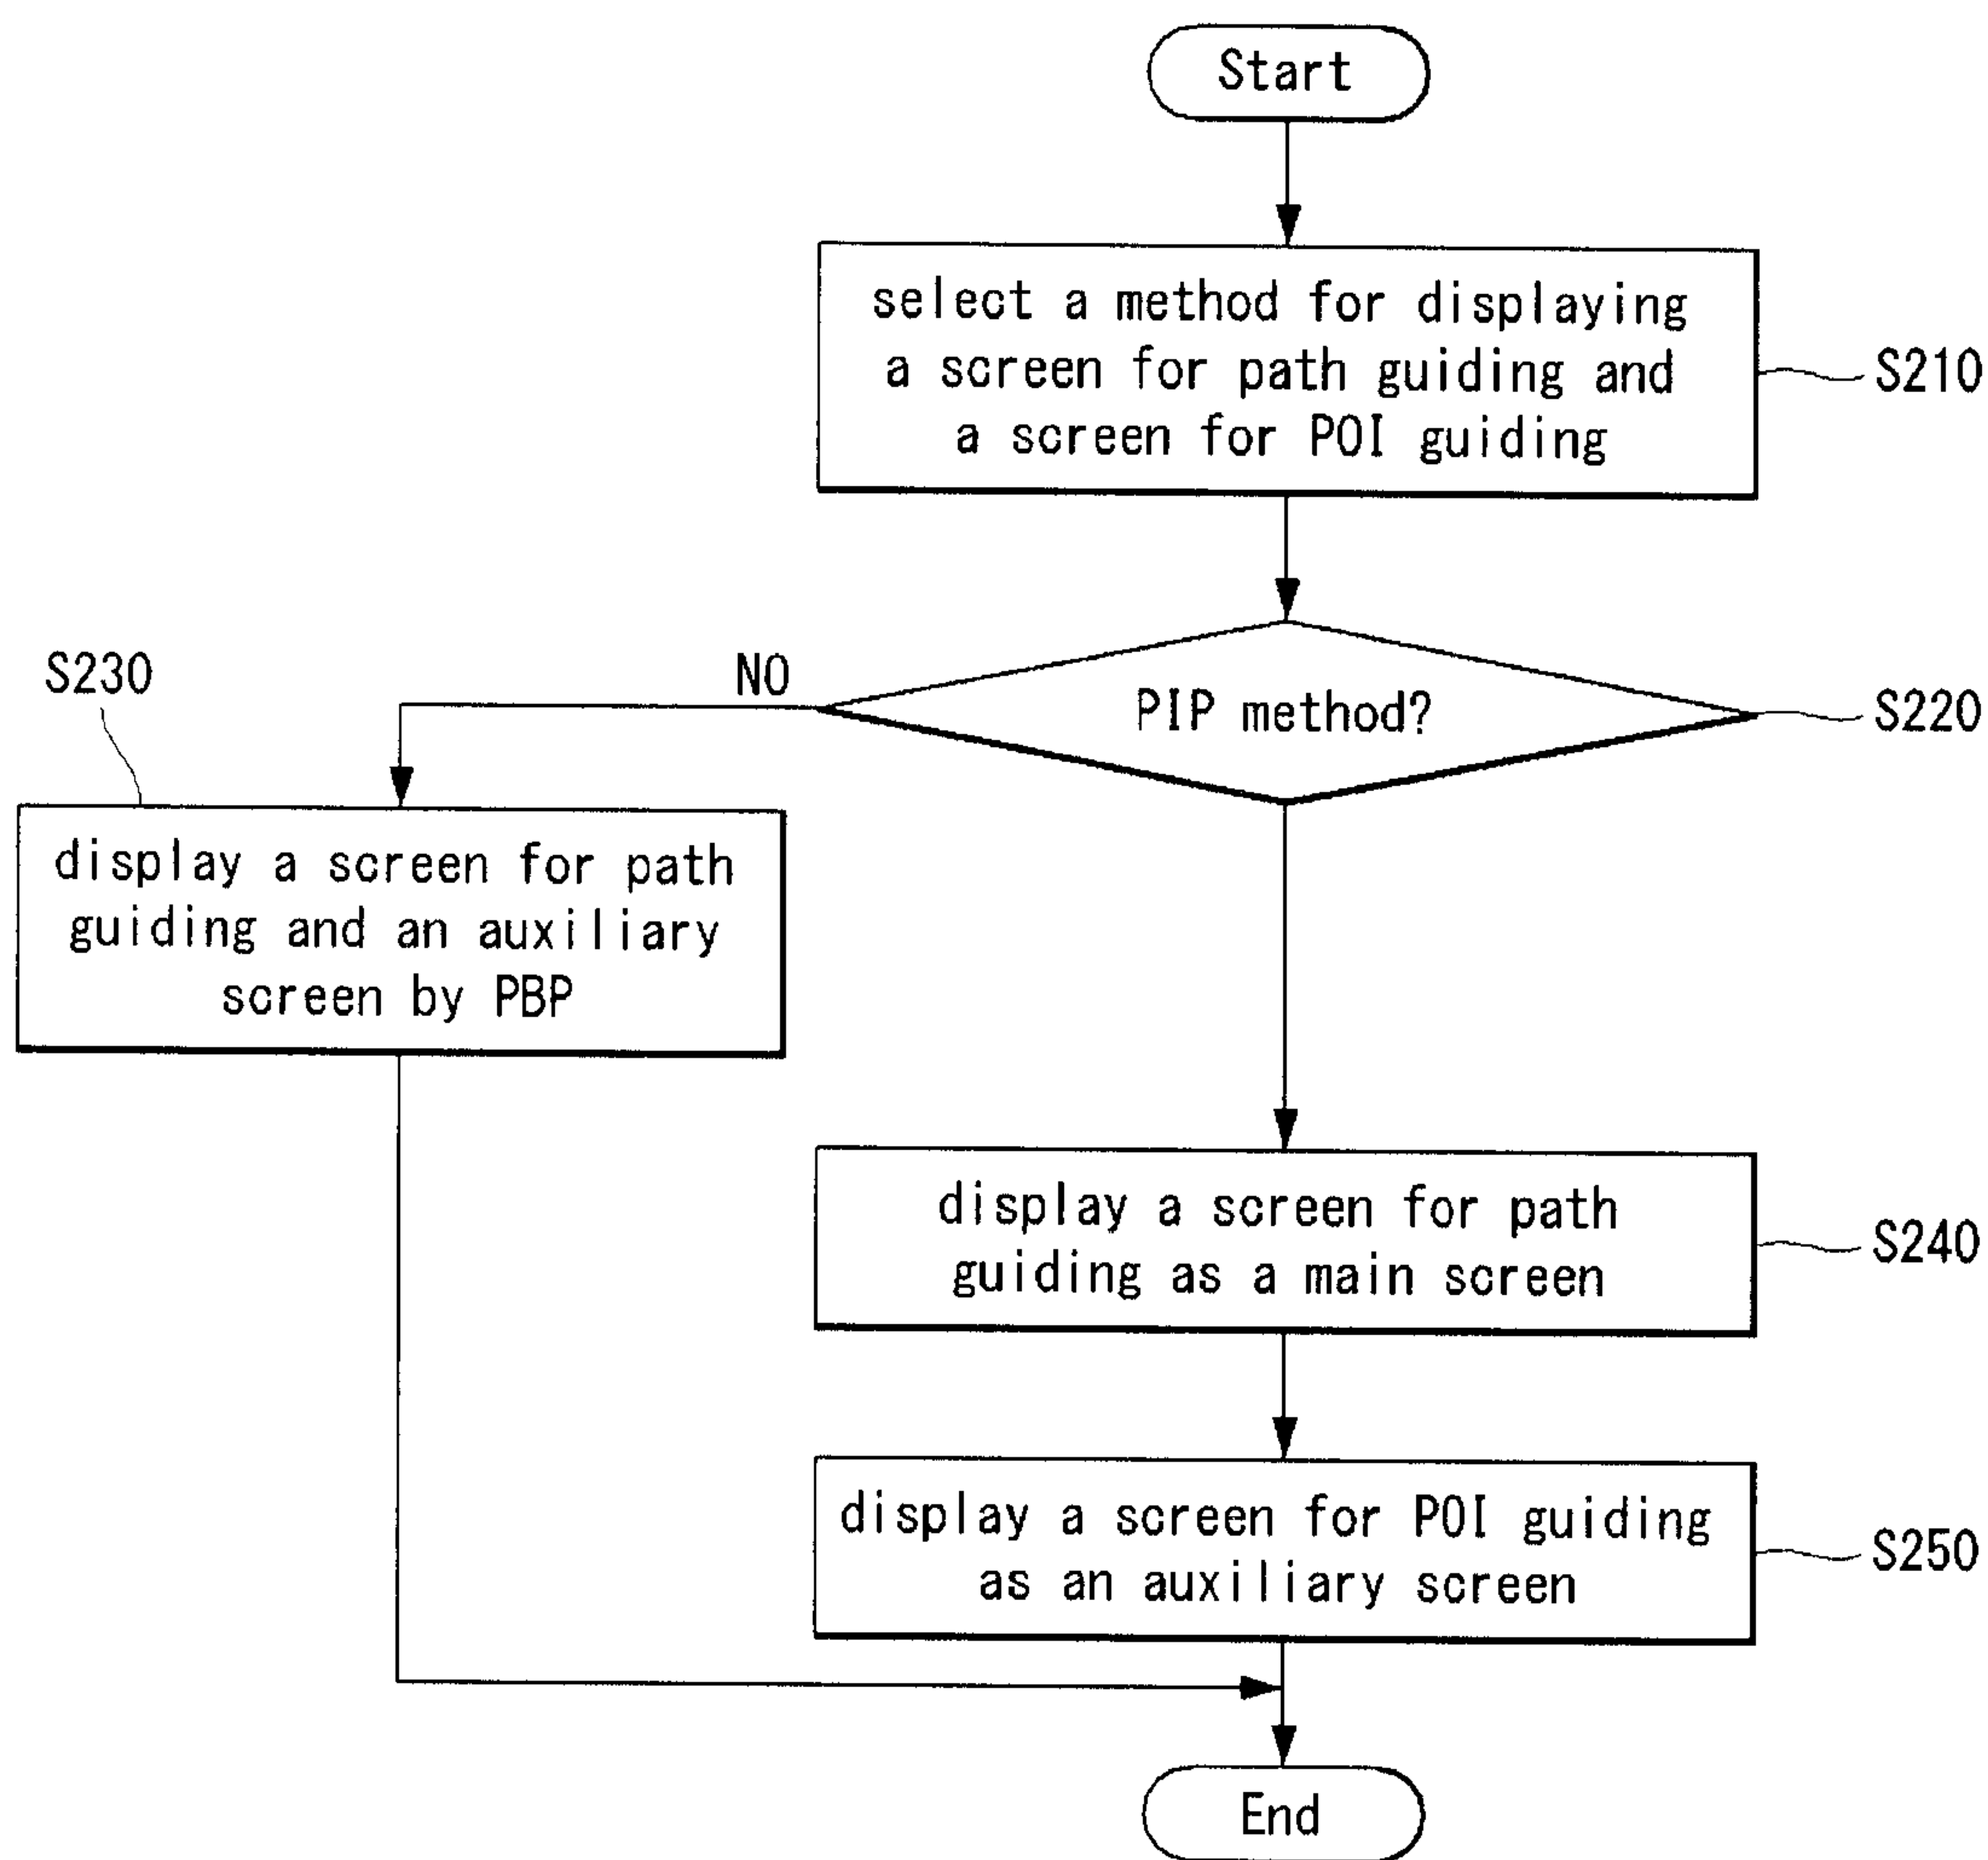 Start
select a method for displaying
a screen for path guiding and
a screen for POI guiding
S210
PIP method?
S220
NO
S230
display a screen for path
guiding and an auxiliary
screen by PBP
display a screen for path
guiding as a main screen
S240
display a screen for POI guiding
as an auxiliary screen
S250
End